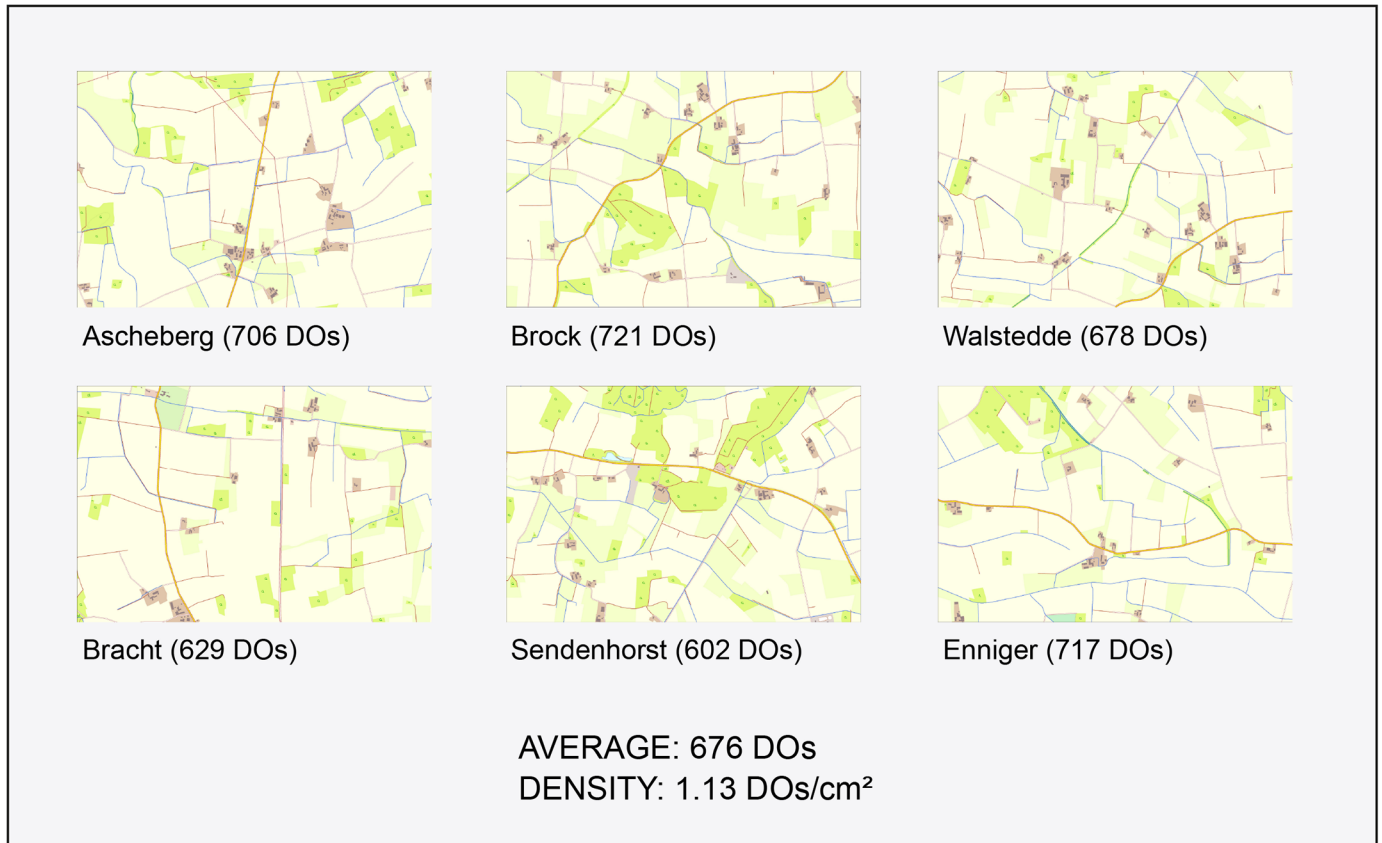 Ascheberg (706 DOs)
Brock (721 DOs)
Walstedde (678 DOs)
Bracht (629 DOs)
Sendenhorst (602 DOs)
Enniger (717 DOs)
AVERAGE: 676 DOs
DENSITY: 1.13 DOs/cm²